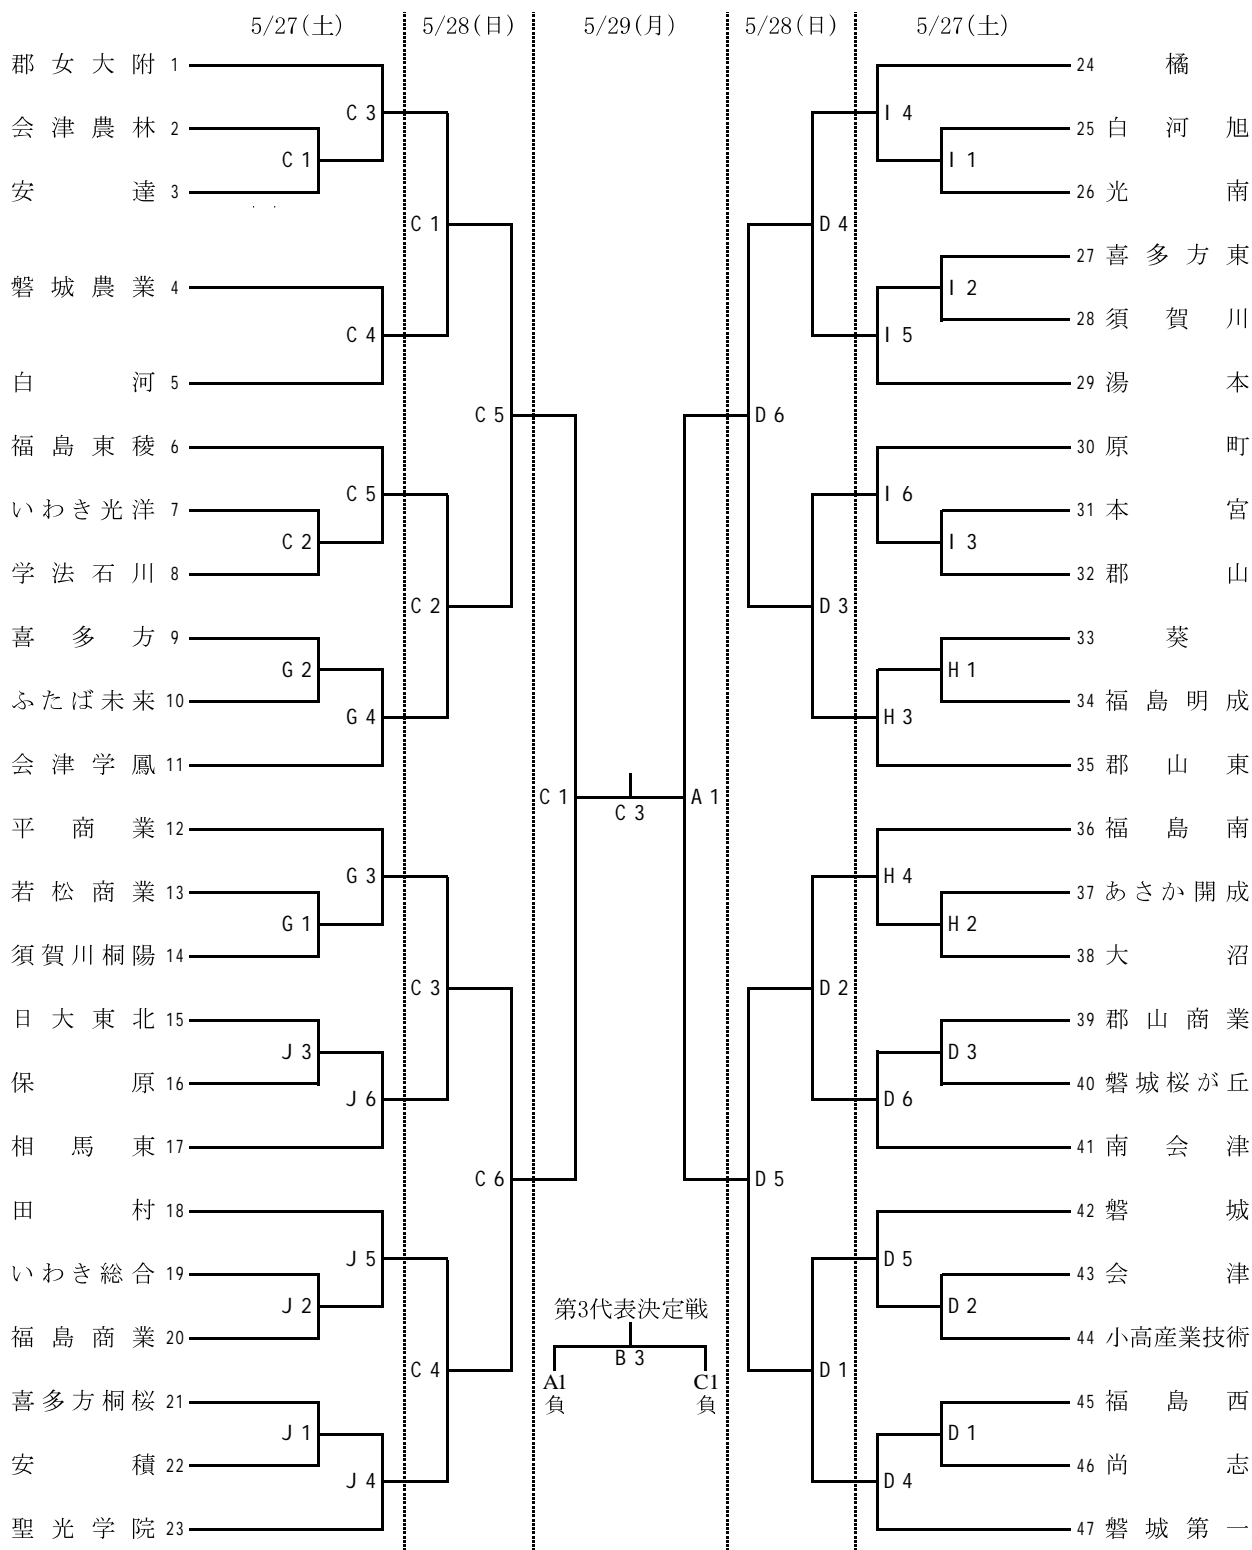 5/27(土) 5/28(日) 5/29(月) 5/28(日) 5/27(土)
郡女大附 1
会津農林 2
安達 3
磐城農業 4
白河 5
福島東稜 6
いわき光洋 7
学法石川 8
喜多方 9
ふたば未来 10
会津学鳳 11
平商業 12
若松商業 13
須賀川桐陽 14
日大東北 15
保原 16
相馬東 17
田村 18
いわき総合 19
福島商業 20
喜多方桐桜 21
安積 22
聖光学院 23
C3
C1
C4
C5
C2
G2
G4
G3
G1
J3
J6
J5
J2
J1
J4
C1
C2
C3
C4
C5
C6
C1
C3
A1
第3代表決定戦
B3
A1
負
C1
負
D6
D5
D4
D3
D2
D1
I4
I1
I2
I5
I6
I3
H1
H3
H4
H2
D3
D6
D5
D2
D1
D4
24 橘
25 白河旭
26 光南
27 喜多方東
28 須賀川
29 湯本
30 原町
31 本宮
32 郡山
33 葵
34 福島明成
35 郡山東
36 福島南
37 あさか開成
38 大沼
39 郡山商業
40 磐城桜が丘
41 南会津
42 磐城
43 会津
44 小高産業技術
45 福島西
46 尚志
47 磐城第一